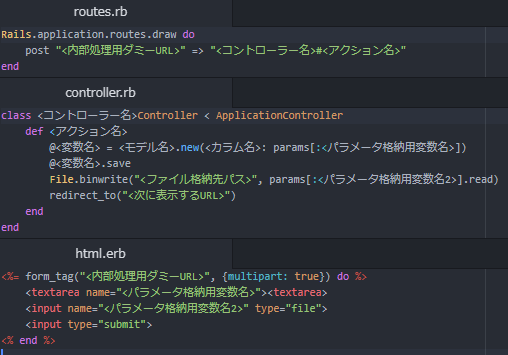 routes.rb
Rails.application.routes.draw do
    post "<内部処理用ダミーURL>" => "<コントローラー名>#<アクション名>"
end
controller.rb
class <コントローラー名>Controller < ApplicationController
    def <アクション名>
        @<変数名> = <モデル名>.new(<カラム名>: params[:<パラメータ格納用変数名>])
        @<変数名>.save
        File.binwrite("<ファイル格納先パス>", params[:<パラメータ格納用変数名2>].read)
        redirect_to("<次に表示するURL>")
    end
end
html.erb
<%= form_tag("<内部処理用ダミーURL>", {multipart: true}) do %>
    <textarea name="<パラメータ格納用変数名>"><textarea>
    <input name="<パラメータ格納用変数名2>" type="file">
    <input type="submit">
<% end %>